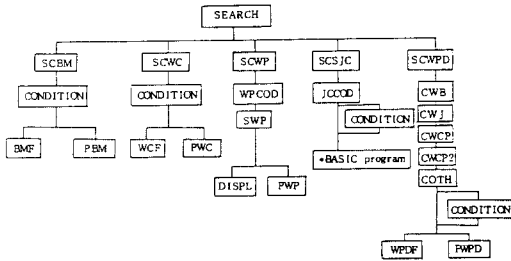 SEARCH
SCBM SCWC SCWP SCSJC SCWPD
CONDITION CONDITION WPCOD JCCOD CWB
SWP CONDITION CWJ
BMF PBM WCF PWC CWCP
*BASIC program CWCP2
DISPL PWP COTH
CONDITION
WPDF PWPD